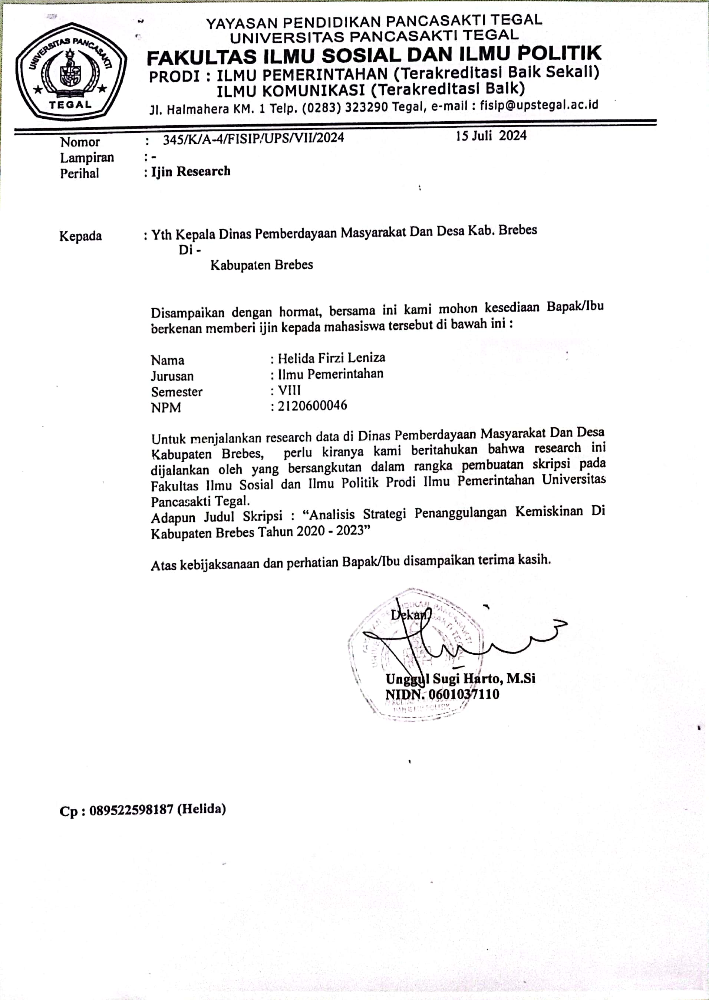 UNIVERSITAS PANCASAKTI
TEGAL
YAYASAN PENDIDIKAN PANCASAKTI TEGAL
UNIVERSITAS PANCASAKTI TEGAL
FAKULTAS ILMU SOSIAL DAN ILMU POLITIK
PRODI : ILMU PEMERINTAHAN (Terakreditasi Baik Sekali)
ILMU KOMUNIKASI (Terakreditasi Baik)
Jl. Halmahera KM. 1 Telp. (0283) 323290 Tegal, e-mail : fisip@upstegal.ac.id
Nomor : 345/K/A-4/FISIP/UPS/VII/2024 15 Juli 2024
Lampiran : -
Perihal : Ijin Research
Kepada : Yth Kepala Dinas Pemberdayaan Masyarakat Dan Desa Kab. Brebes
Di -
Kabupaten Brebes
Disampaikan dengan hormat, bersama ini kami mohon kesediaan Bapak/Ibu
berkenan memberi ijin kepada mahasiswa tersebut di bawah ini :
Nama : Helida Firzi Leniza
Jurusan : Ilmu Pemerintahan
Semester : VIII
NPM : 2120600046
Untuk menjalankan research data di Dinas Pemberdayaan Masyarakat Dan Desa
Kabupaten Brebes, perlu kiranya kami beritahukan bahwa research ini
dijalankan oleh yang bersangkutan dalam rangka pembuatan skripsi pada
Fakultas Ilmu Sosial dan Ilmu Politik Prodi Ilmu Pemerintahan Universitas
Pancasakti Tegal.
Adapun Judul Skripsi : “Analisis Strategi Penanggulangan Kemiskinan Di
Kabupaten Brebes Tahun 2020 - 2023”
Atas kebijaksanaan dan perhatian Bapak/Ibu disampaikan terima kasih.
Dekan,
Unggul Sugi Harto, M.Si
NIDN. 0601037110
Cp : 089522598187 (Helida)